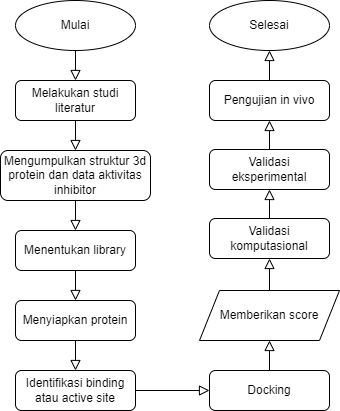 Mulai
Melakukan studi
literatur
Mengumpulkan struktur 3d
protein dan data aktivitas
inhibitor
Menentukan library
Menyiapkan protein
Identifikasi binding
atau active site
Docking
Memberikan score
Validasi
komputasional
Validasi
eksperimental
Pengujian in vivo
Selesai